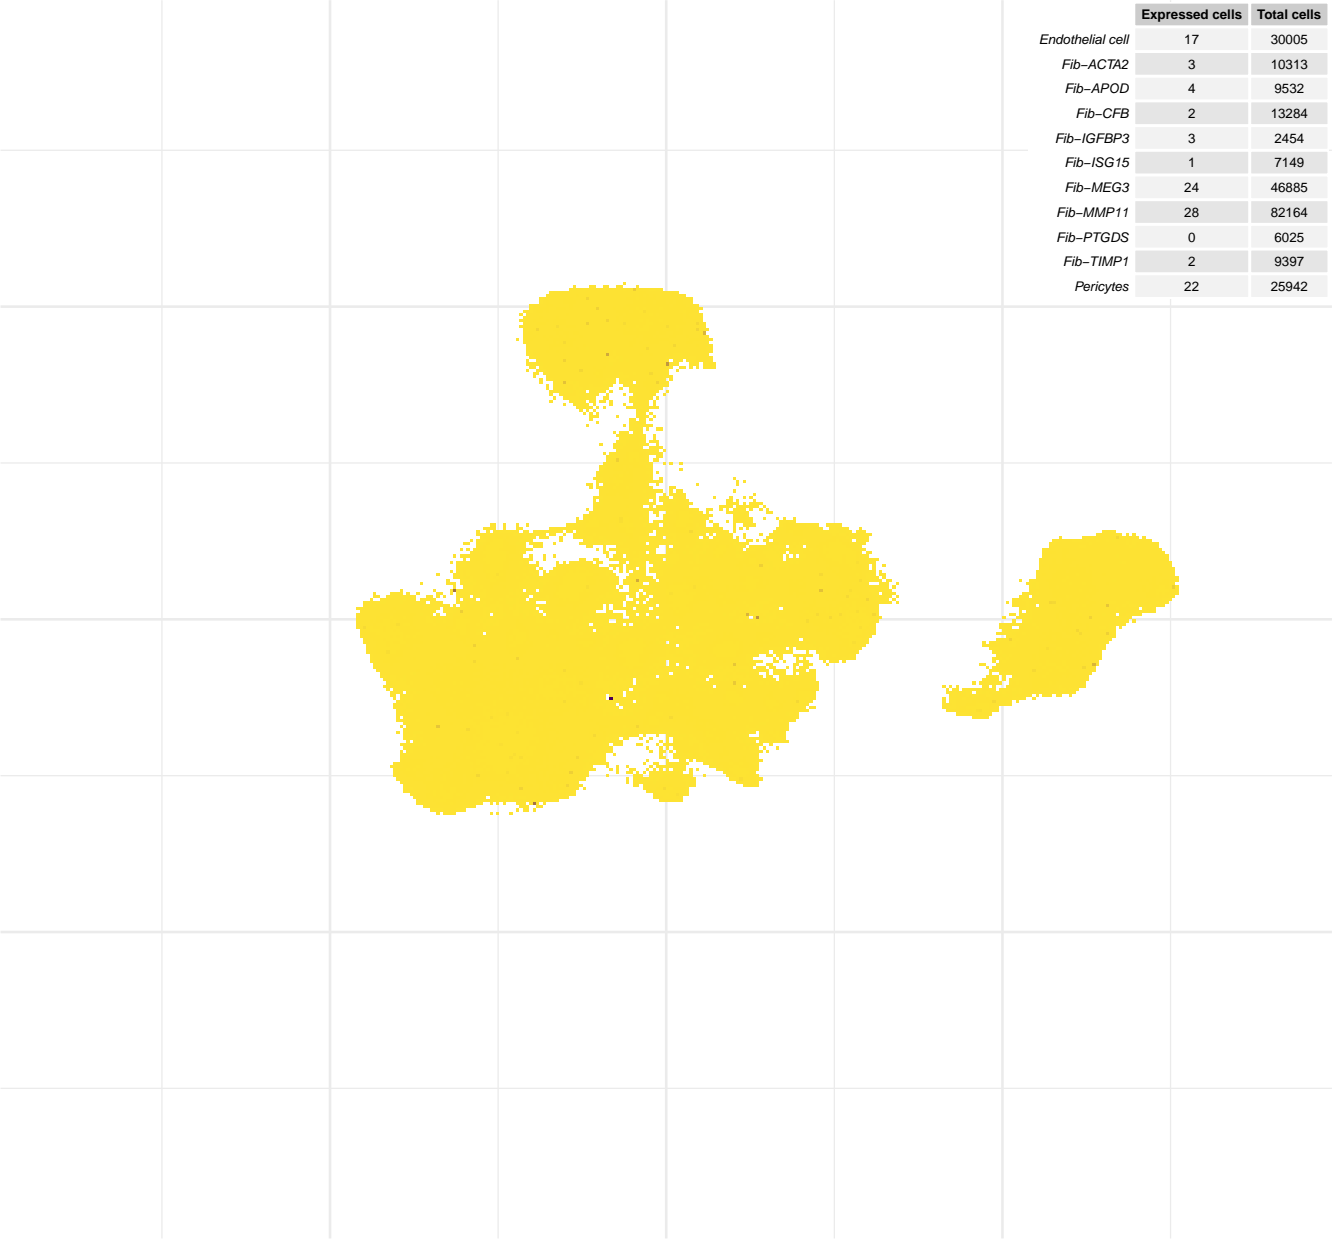 Expressed cells Total cells
Endothelial cell 17 30005
Fib−ACTA2 3 10313
Fib−APOD 4 9532
Fib−CFB 2 13284
Fib−IGFBP3 3 2454
Fib−ISG15 1 7149
Fib−MEG3 24 46885
Fib−MMP11 28 82164
Fib−PTGDS 0 6025
Fib−TIMP1 2 9397
Pericytes 22 25942